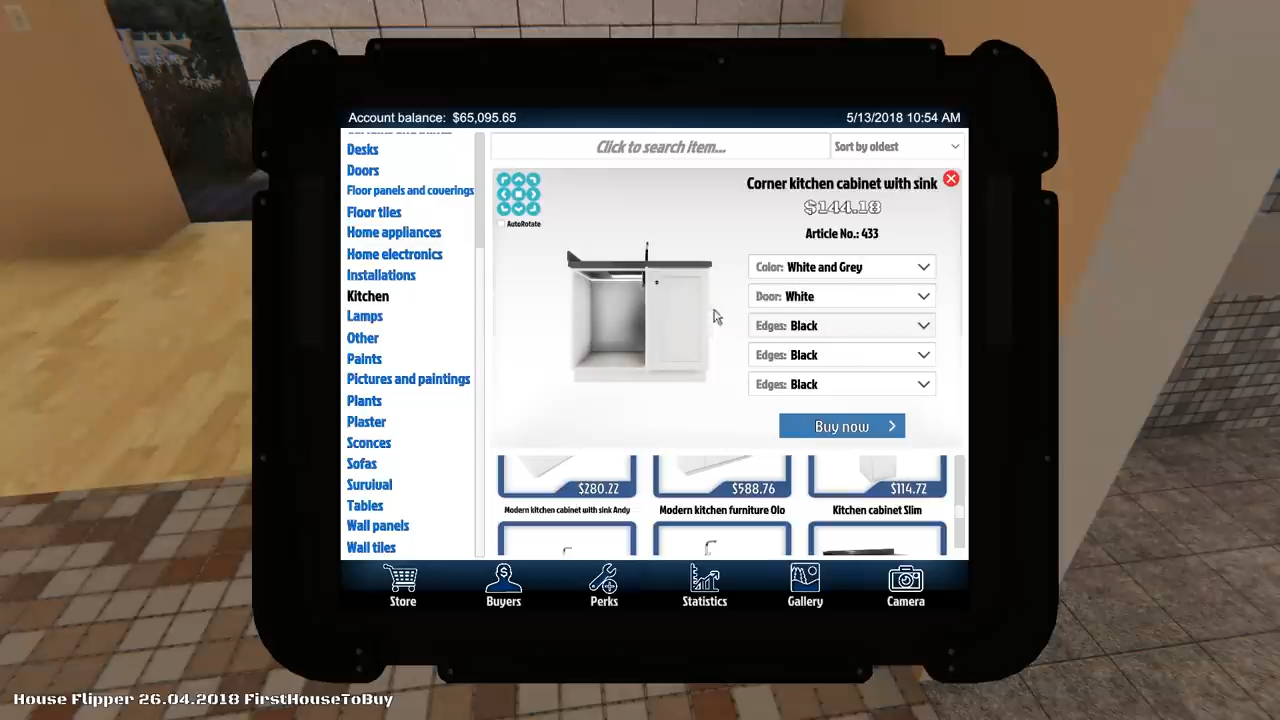 Account balance: $65,095.65
5/13/2018 10:54 AM
Desks
Doors
Floor panels and coverings
Floor tiles
Home appliances
Home electronics
Installations
Kitchen
Lamps
Other
Paints
Pictures and paintings
Plants
Plaster
Sconces
Sofas
Survival
Tables
Wall panels
Wall tiles
Click to search item...
Sort by oldest
AutoRotate
Corner kitchen cabinet with sink
$144.18
Article No.: 433
Color: White and Grey
Door: White
Edges: Black
Edges: Black
Edges: Black
Buy now
$280.22
$588.76
$114.72
Modern kitchen cabinet with sink Andy
Modern kitchen furniture Olo
Kitchen cabinet Slim
Store
Buyers
Perks
Statistics
Gallery
Camera
House Flipper 26.04.2018 FirstHouseToBuy